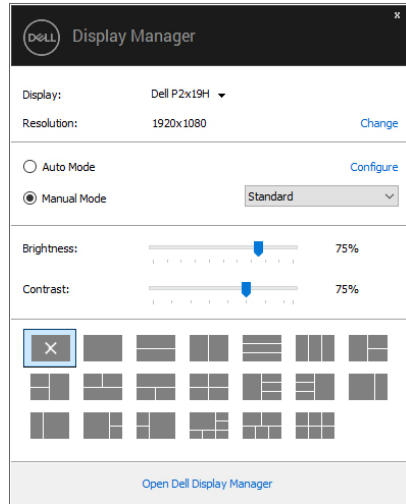 x
DELL Display Manager
Display: Dell P2x19H
Resolution: 1920x1080 Change
Auto Mode Configure
Manual Mode Standard
Brightness: 75%
Contrast: 75%
Open Dell Display Manager